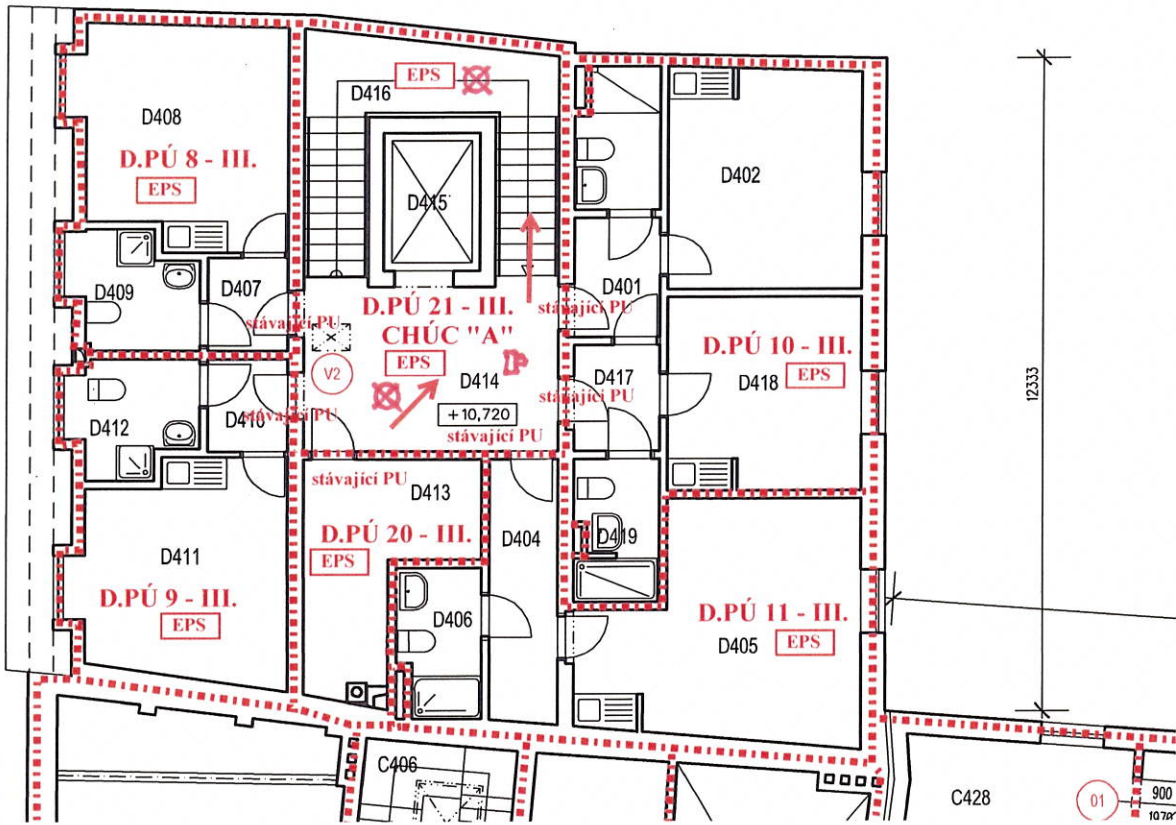 D408
D.PÚ 8 - III.
EPS
D416
EPS
D415
D402
D409
D407
D401
stávající PU
D.PÚ 21 - III.
CHÚC "A"
EPS
stávající PU
V2
D414
+10,720
D417
D.PÚ 10 - III.
D418
EPS
12333
D412
D410
stávající PU
stávající PU
stávající PU
stávající PU
D413
D.PÚ 20 - III.
EPS
D404
D419
D411
D.PÚ 9 - III.
EPS
D406
D.PÚ 11 - III.
D405
EPS
C406
C428
01
900